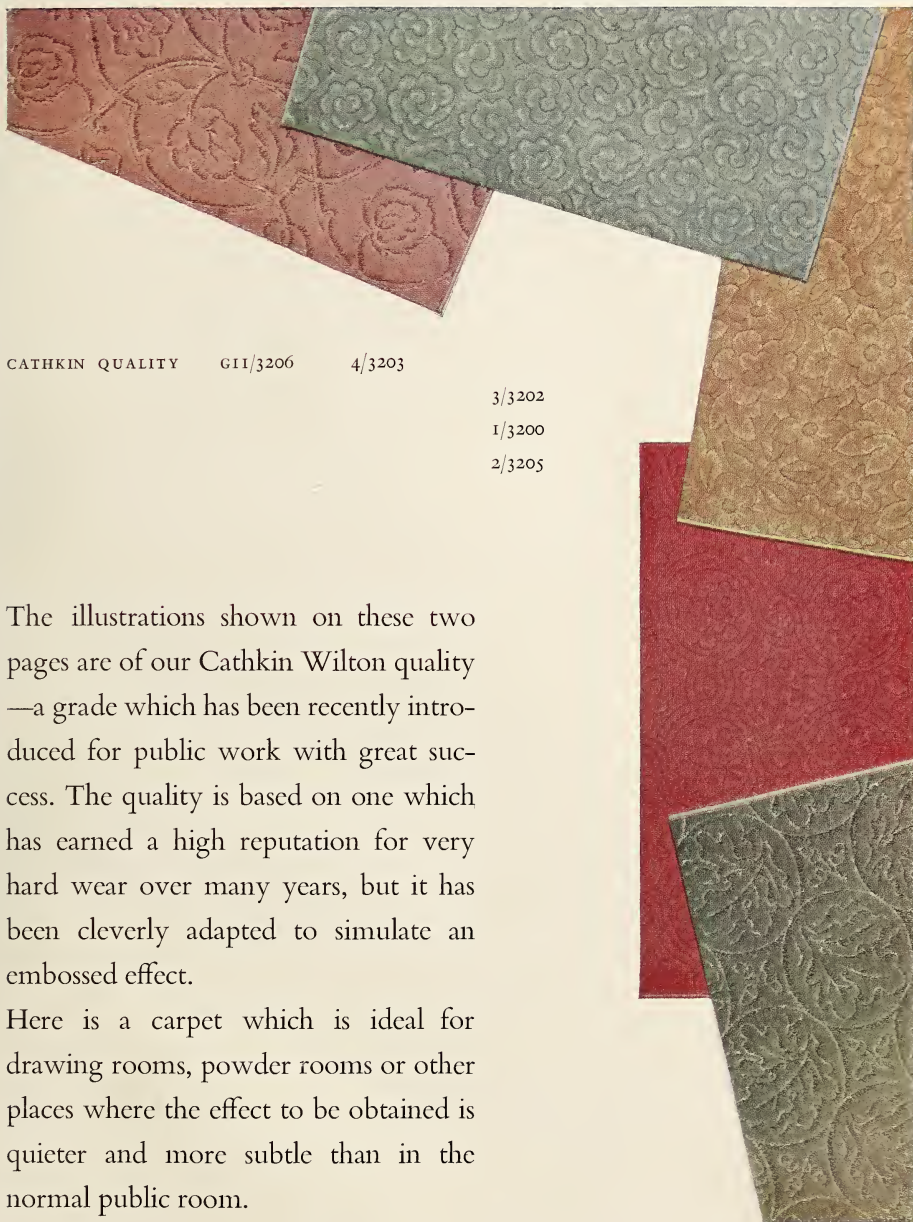 CATHKIN QUALITY GII/3206 4/3203
3/3202
1/3200
2/3205
The illustrations shown on these two
pages are of our Cathkin Wilton quality
—a grade which has been recently intro-
duced for public work with great suc-
cess. The quality is based on one which
has earned a high reputation for very
hard wear over many years, but it has
been cleverly adapted to simulate an
embossed effect.
Here is a carpet which is ideal for
drawing rooms, powder rooms or other
places where the effect to be obtained is
quieter and more subtle than in the
normal public room.